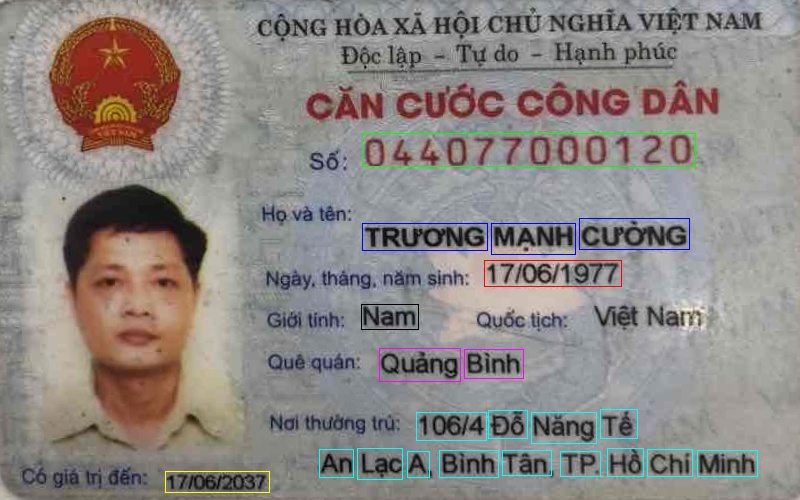 CỘNG HÒA XÃ HỘI CHỦ NGHĨA VIỆT NAM
Độc lập – Tự do – Hạnh phúc
CĂN CƯỚC CÔNG DÂN
Số: 044077000120
Họ và tên:
TRƯƠNG MẠNH CƯỜNG
Ngày, tháng, năm sinh: 17/06/1977
Giới tính: Nam Quốc tịch: Việt Nam
Quê quán: Quảng Bình
Nơi thường trú: 106/4 Đỗ Năng Tế
An Lạc A, Bình Tân, TP. Hồ Chí Minh
Có giá trị đến: 17/06/2037